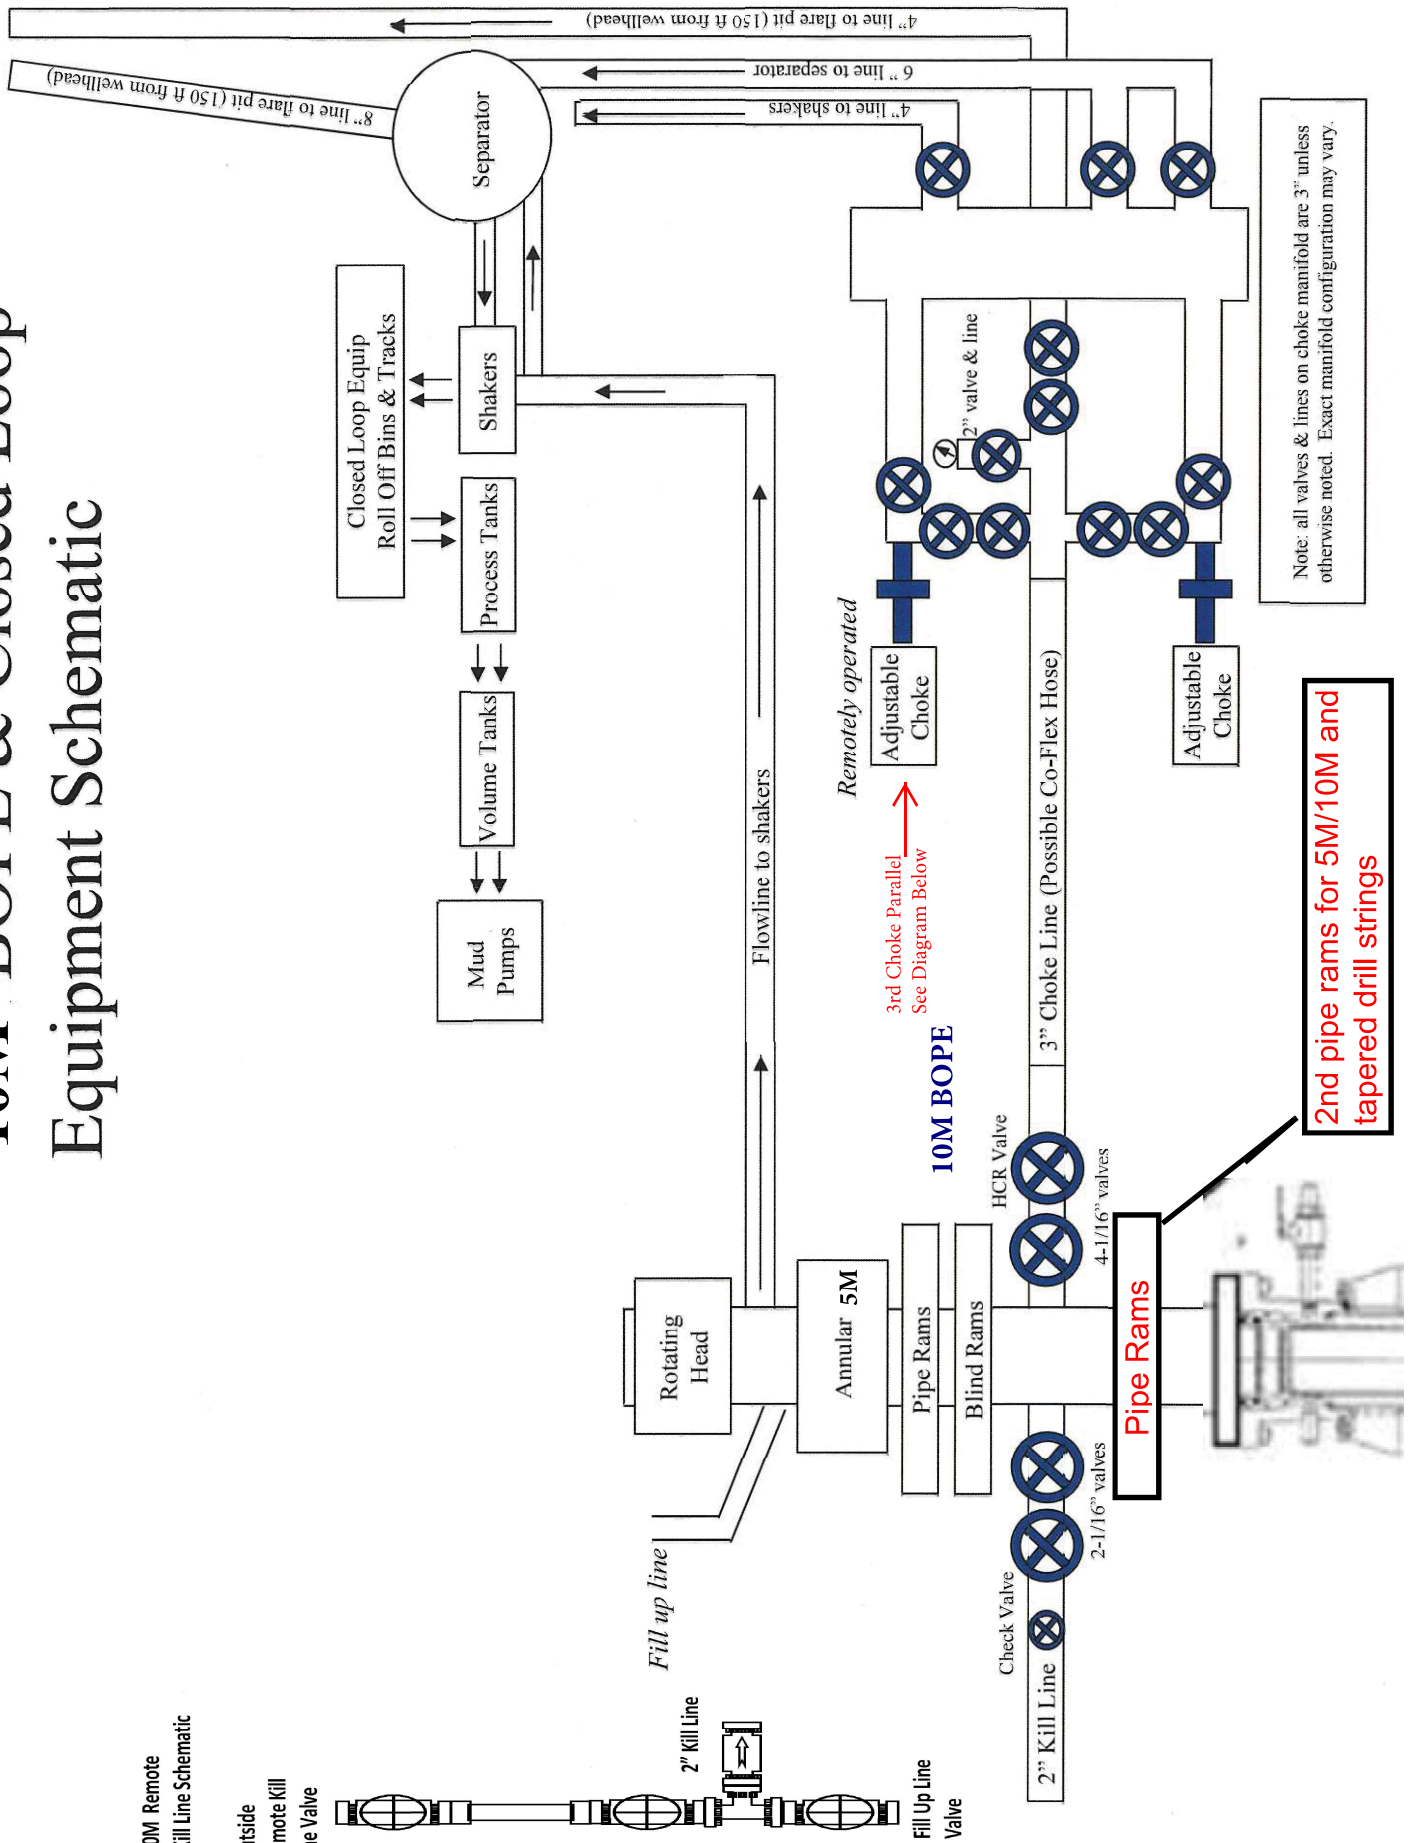 Equipment Schematic
4” line to flare pit (150 ft from wellhead)
8” line to flare pit (150 ft from wellhead)
6” line to separator
4” line to shakers
Separator
Closed Loop Equip
Roll Off Bins & Tracks
Shakers
Process Tanks
Volume Tanks
Mud
Pumps
Flowline to shakers
Rotating
Head
Fill up line
Annular 5M
Pipe Rams
Blind Rams
10M BOPE
3rd Choke Parallel
See Diagram Below
Remotely operated
Adjustable
Choke
2” valve & line
HCR Valve
4-1/16” valves
3” Choke Line (Possible Co-Flex Hose)
Adjustable
Choke
Check Valve
2-1/16” valves
2” Kill Line
Pipe Rams
2nd pipe rams for 5M/10M and
tapered drill strings
Note: all valves & lines on choke manifold are 3” unless
otherwise noted. Exact manifold configuration may vary.
Remote
Line Schematic
Kill
Valve
2” Kill Line
Fill Up Line
Valve